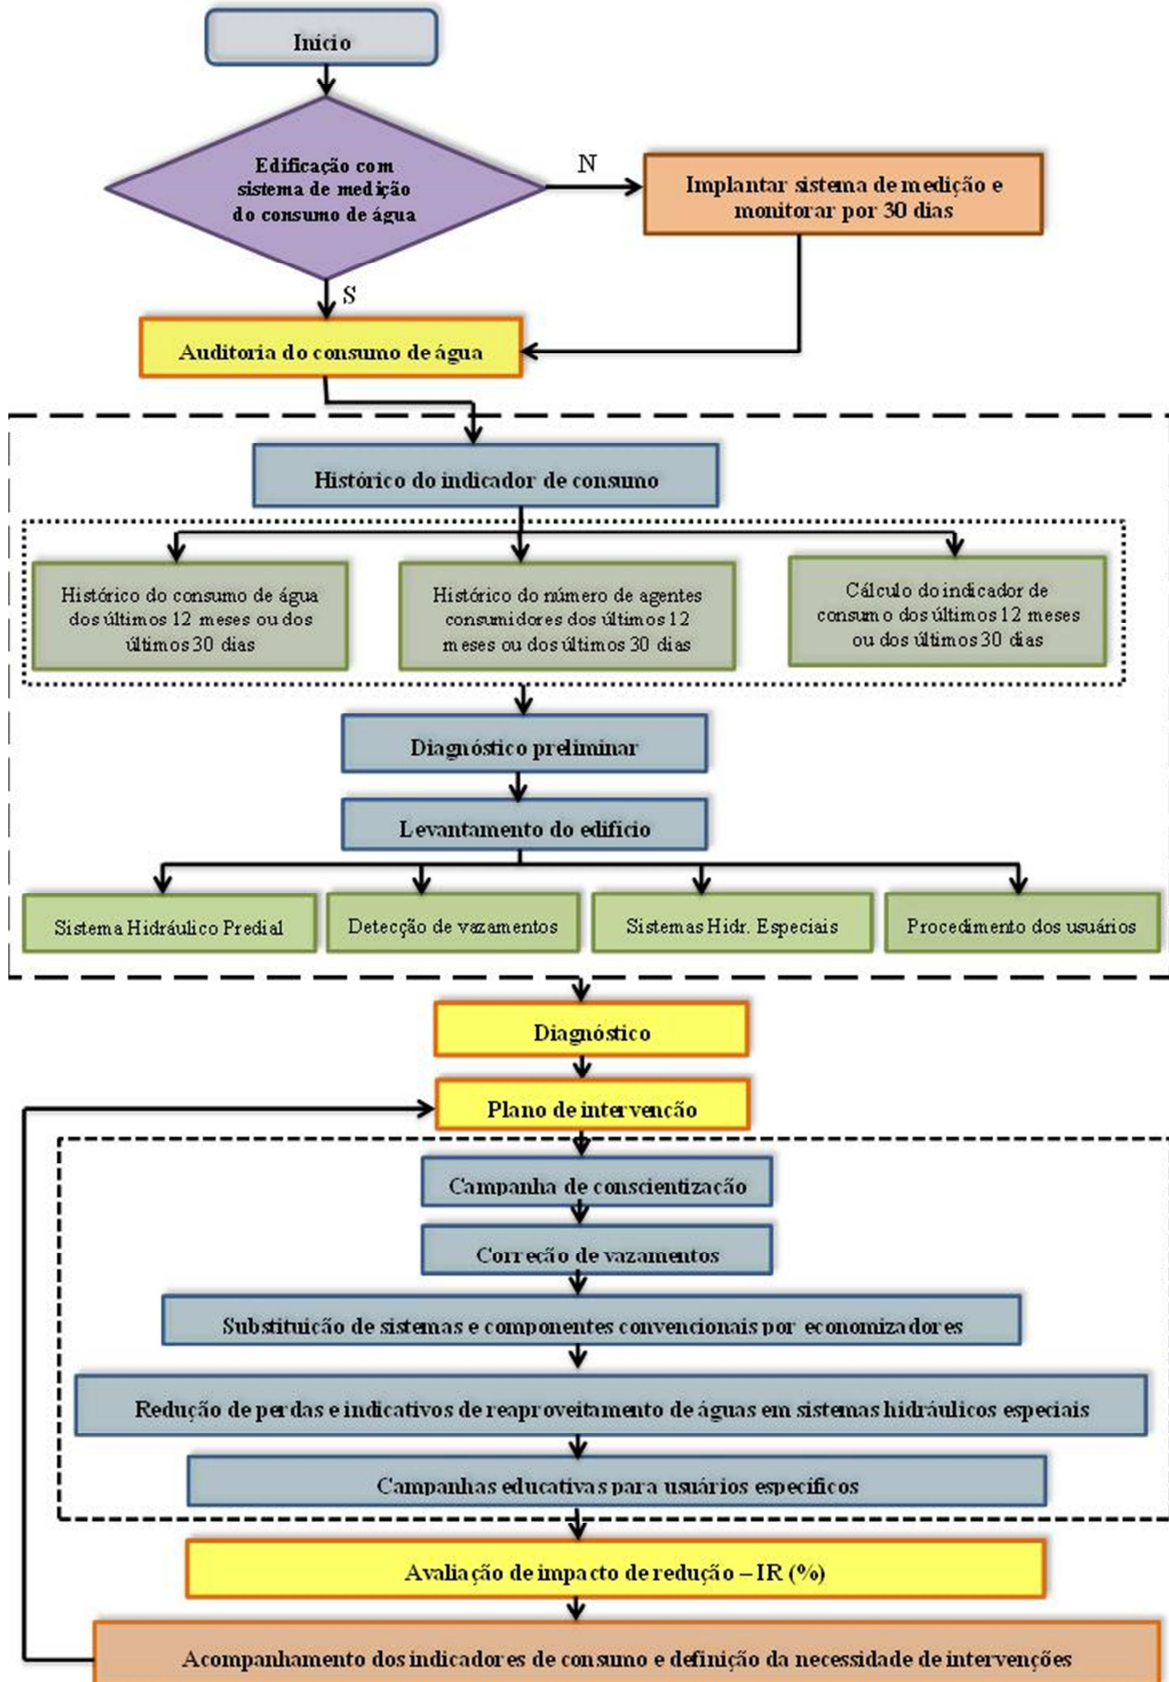 Início
Edificação com
sistema de medição
do consumo de água
N
Implantar sistema de medição e
monitorar por 30 dias
S
Auditoria do consumo de água
Histórico do indicador de consumo
Histórico do consumo de água
dos últimos 12 meses ou dos
últimos 30 dias
Histórico do número de agentes
consumidores dos últimos 12
meses ou dos últimos 30 dias
Cálculo do indicador de
consumo dos últimos 12 meses
ou dos últimos 30 dias
Diagnóstico preliminar
Levantamento do edifício
Sistema Hidráulico Predial
Detecção de vazamentos
Sistemas Hidr. Especiais
Procedimento dos usuários
Diagnóstico
Plano de intervenção
Campanha de conscientização
Correção de vazamentos
Substituição de sistemas e componentes convencionais por economizadores
Redução de perdas e indicativos de reaproveitamento de águas em sistemas hidráulicos especiais
Campanhas educativas para usuários específicos
Avaliação de impacto de redução – IR (%)
Acompanhamento dos indicadores de consumo e definição da necessidade de intervenções